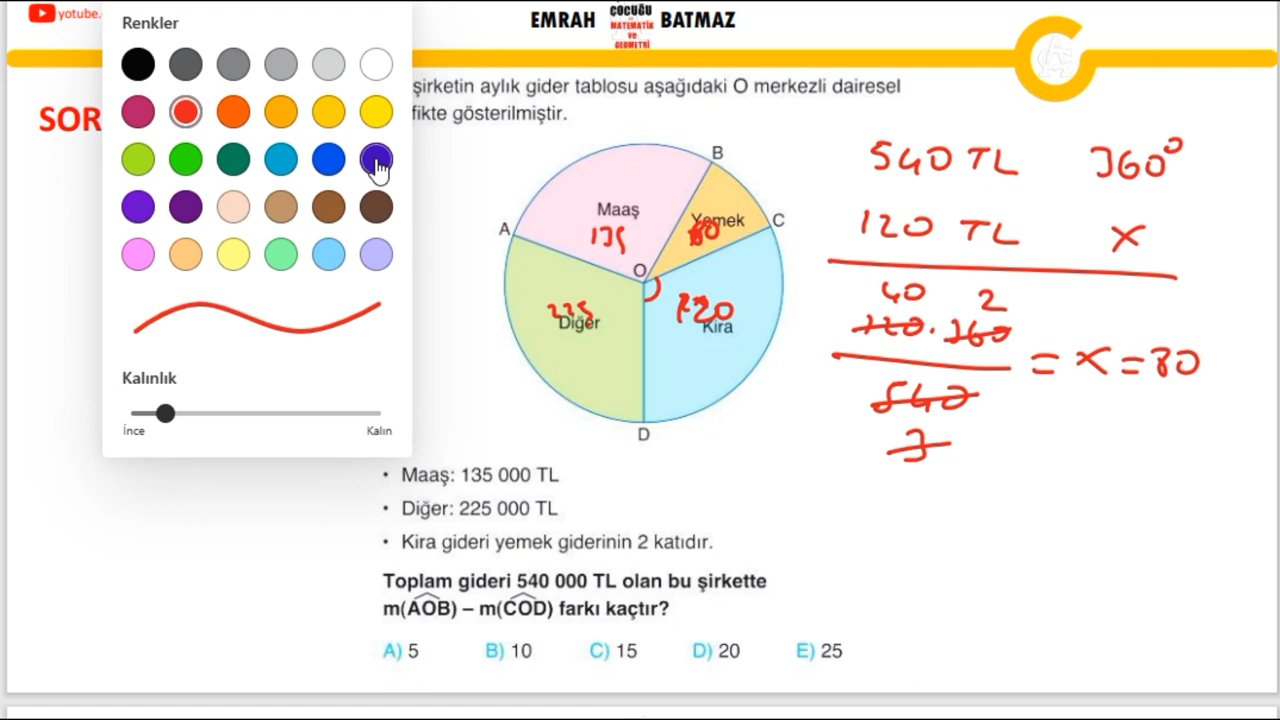 yotube.
EMRAH
ÇOCUĞU
MATEMATİK
ve
GEOMETRİ
BATMAZ
Renkler
Kalınlık
İnce
Kalın
SOR
şirketin aylık gider tablosu aşağıdaki O merkezli dairesel
fikte gösterilmiştir.
B
Maaş
135
Yemek
60
C
A
O
225
Diğer
120
Kira
D
540 TL 360°
120 TL x
40 2
120 . 360
= x = 80
540
3
• Maaş: 135 000 TL
• Diğer: 225 000 TL
• Kira gideri yemek giderinin 2 katıdır.
Toplam gideri 540 000 TL olan bu şirkette
m(AOB) – m(COD) farkı kaçtır?
A) 5 B) 10 C) 15 D) 20 E) 25